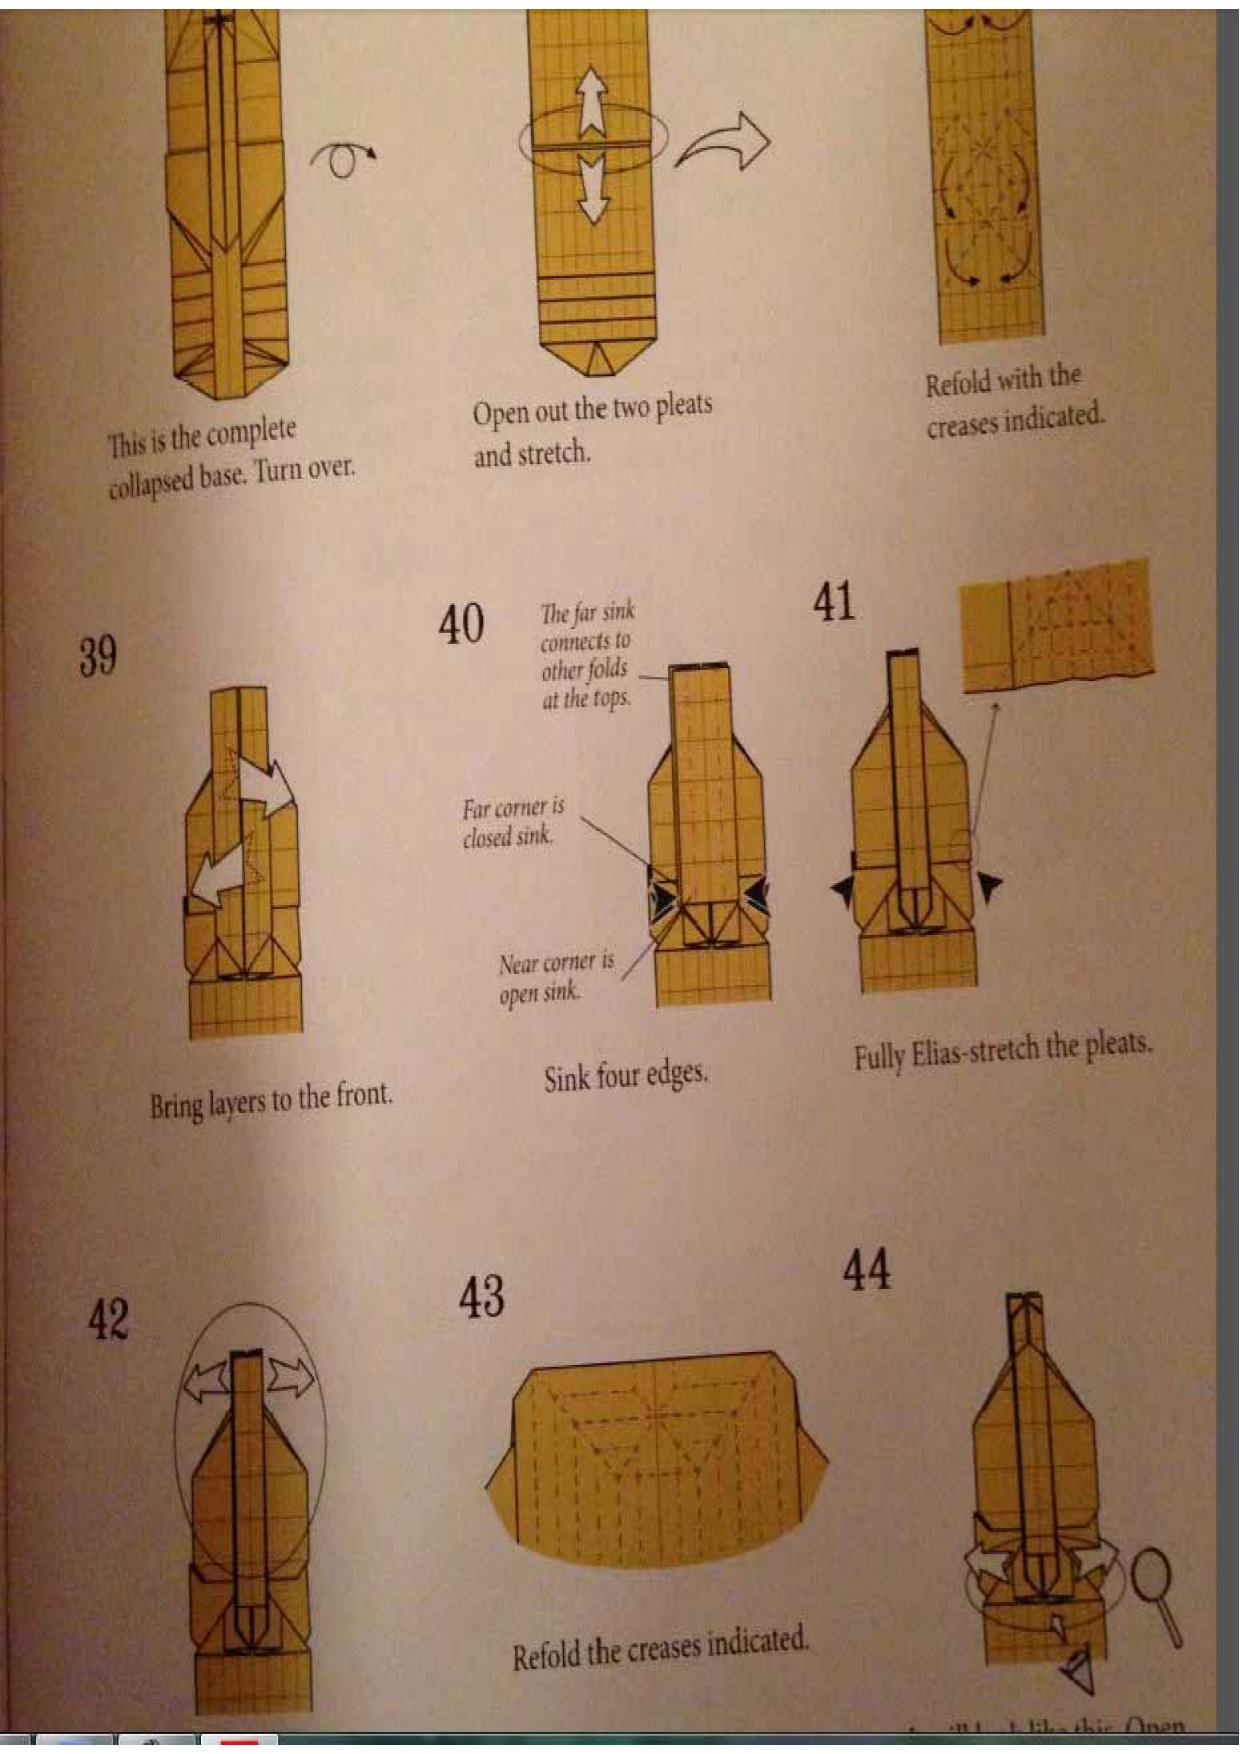 This is the complete
collapsed base. Turn over.
Open out the two pleats
and stretch.
Refold with the
creases indicated.
39
Bring layers to the front.
40
The far sink
connects to
other folds
at the tops.
Far corner is
closed sink.
Near corner is
open sink.
Sink four edges.
41
Fully Elias-stretch the pleats.
42
43
Refold the creases indicated.
44
like this. Open